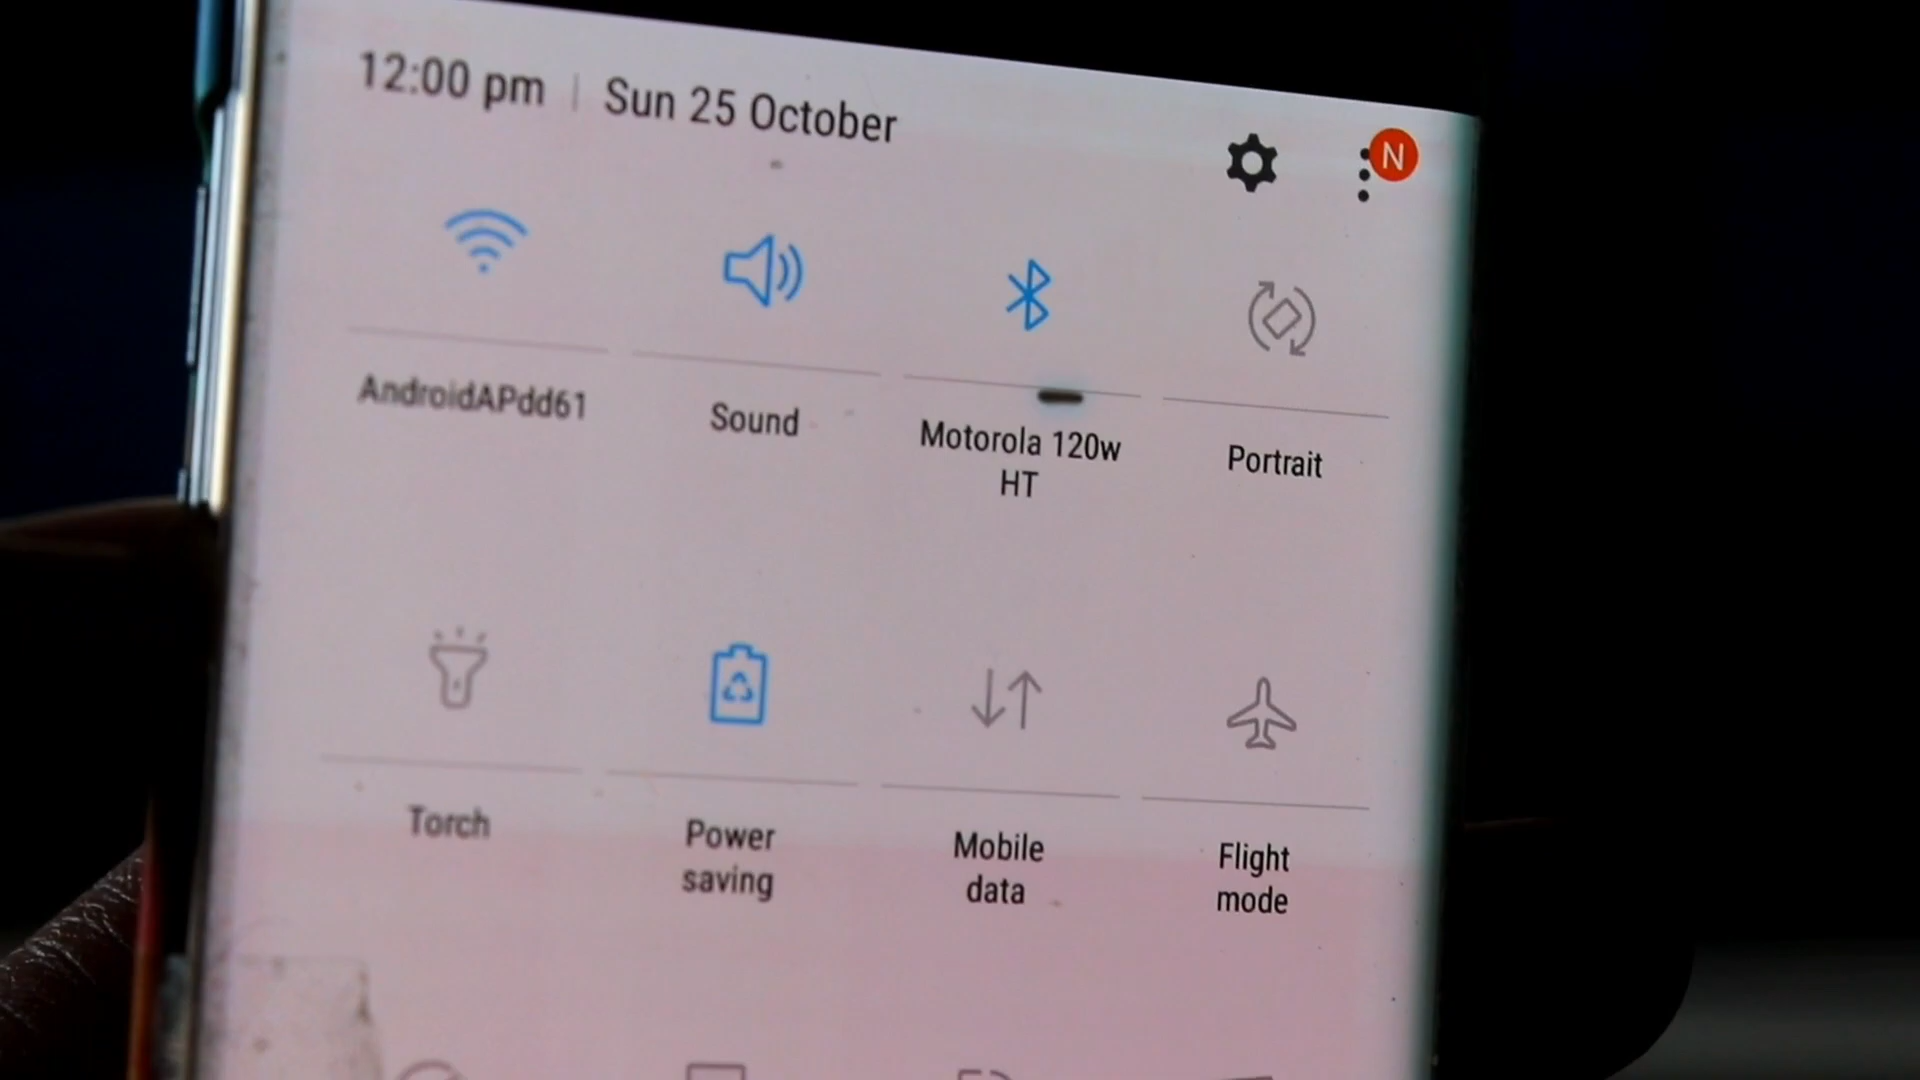 12:00 pm | Sun 25 October
N
AndroidAPdd61
Sound
Motorola 120w
HT
Portrait
Torch
Power
saving
Mobile
data
Flight
mode